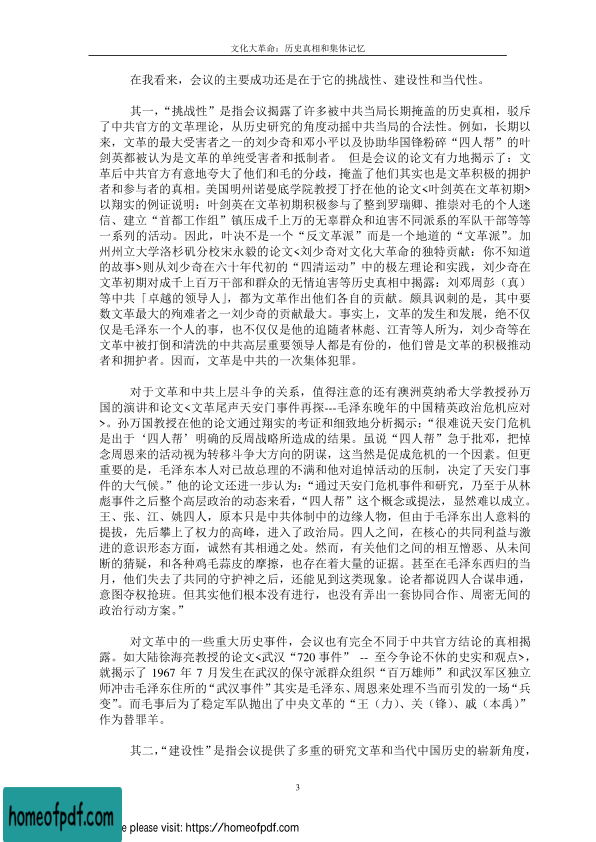 文化大革命：历史真相和集体记忆
在我看来，会议的主要成功还是在于它的挑战性、建设性和当代性。
其一，“挑战性”是指会议揭露了许多被中共当局长期掩盖的历史真相，驳斥
了中共官方的文革理论，从历史研究的角度动摇中共当局的合法性。例如，长期以
来，文革的最大受害者之一的刘少奇和邓小平以及协助华国锋粉碎“四人帮”的叶
剑英都被认为是文革的单纯受害者和抵制者。 但是会议的论文有力地揭示了：文
革后中共官方有意地夸大了他们和毛的分歧，掩盖了他们其实也是文革积极的拥护
者和参与者的真相。美国明州诺曼底学院教授丁抒在他的论文<叶剑英在文革初期>
以翔实的例证说明：叶剑英在文革初期积极参与了整到罗瑞卿、推崇对毛的个人迷
信、建立“首都工作组”镇压成千上万的无辜群众和迫害不同派系的军队干部等等
一系列的活动。因此，叶决不是一个“反文革派”而是一个地道的“文革派”。加
州州立大学洛杉矶分校宋永毅的论文<刘少奇对文化大革命的独特贡献：你不知道
的故事>则从刘少奇在六十年代初的“四清运动”中的极左理论和实践，刘少奇在
文革初期对成千上百万干部和群众的无情迫害等历史真相中揭露：刘邓周彭（真）
等中共「卓越的领导人」，都为文革作出他们各自的贡献。颇具讽刺的是，其中要
数文革最大的殉难者之一刘少奇的贡献最大。事实上，文革的发生和发展，绝不仅
仅是毛泽东一个人的事，也不仅仅是他的追随者林彪、江青等人所为，刘少奇等在
文革中被打倒和清洗的中共高层重要领导人都是有份的，他们曾是文革的积极推动
者和拥护者。因而，文革是中共的一次集体犯罪。
对于文革和中共上层斗争的关系，值得注意的还有澳洲莫纳希大学教授孙万
国的演讲和论文<文革尾声天安门事件再探---毛泽东晚年的中国精英政治危机应对
>。孙万国教授在他的论文通过翔实的考证和细致地分析揭示：“很难说天安门危机
是出于‘四人帮’明确的反周战略所造成的结果。虽说“四人帮”急于批邓，把悼
念周恩来的活动视为转移斗争大方向的阴谋，这当然是促成危机的一个因素。但更
重要的是，毛泽东本人对已故总理的不满和他对追悼活动的压制，决定了天安门事
件的大气候。”他的论文还进一步认为：“通过天安门危机事件和研究，乃至于从林
彪事件之后整个高层政治的动态来看，“四人帮”这个概念或提法，显然难以成立。
王、张、江、姚四人，原本只是中共体制中的边缘人物，但由于毛泽东出人意料的
提拔，先后攀上了权力的高峰，进入了政治局。四人之间，在核心的共同利益与激
进的意识形态方面，诚然有其相通之处。然而，有关他们之间的相互憎恶、从未间
断的猜疑，和各种鸡毛蒜皮的摩擦，也存在着大量的证据。甚至在毛泽东西归的当
月，他们失去了共同的守护神之后，还能见到这类现象。论者都说四人合谋串通，
意图夺权抢班。但其实他们根本没有进行，也没有弄出一套协同合作、周密无间的
政治行动方案。”
对文革中的一些重大历史事件，会议也有完全不同于中共官方结论的真相揭
露。如大陆徐海亮教授的论文<武汉“720事件” -- 至今争论不休的史实和观点>，
就揭示了 1967 年 7 月发生在武汉的保守派群众组织“百万雄师”和武汉军区独立
师冲击毛泽东住所的“武汉事件”其实是毛泽东、周恩来处理不当而引发的一场“兵
变”。而毛事后为了稳定军队抛出了中央文革的“王（力）、关（锋）、戚（本禹）”
作为替罪羊。
其二，“建设性”是指会议提供了多重的研究文革和当代中国历史的崭新角度，
3
homeofpdf.com
e please visit: https://homeofpdf.com